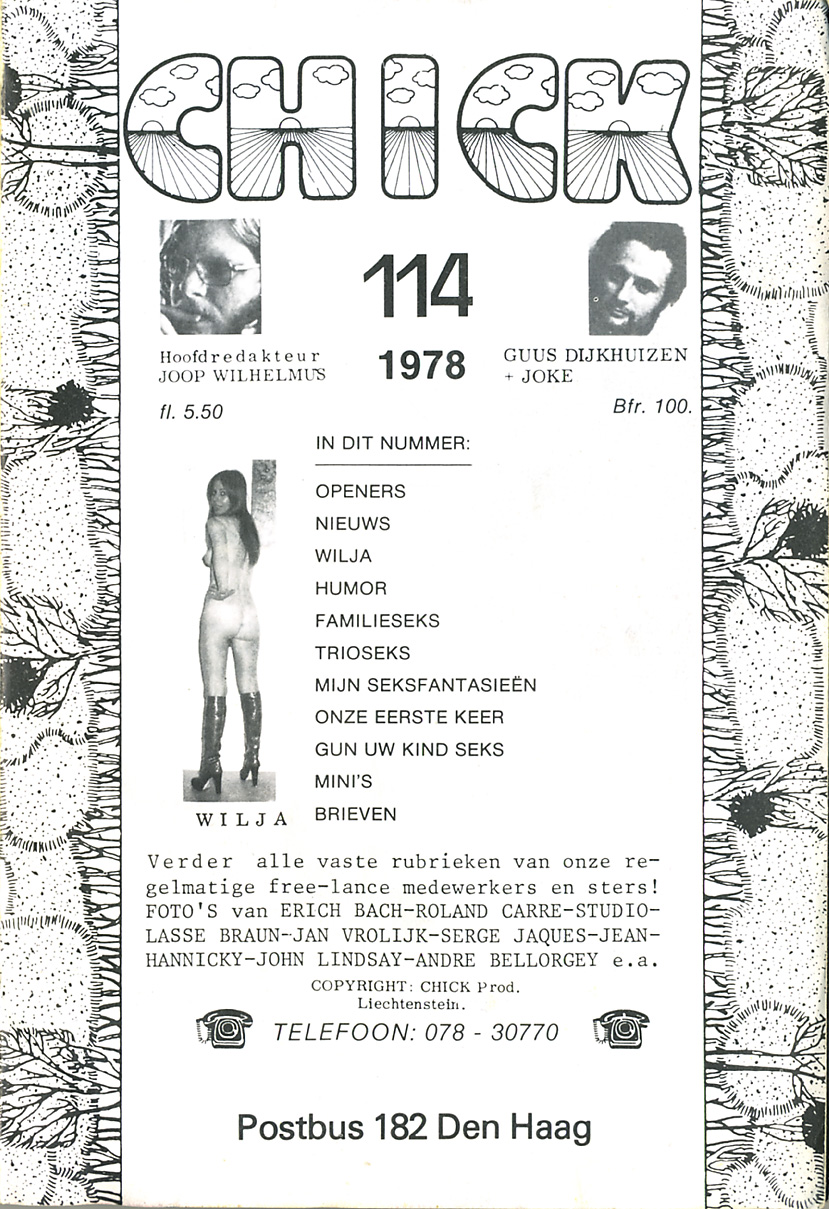 CHICK
114
1978
Hoofdredakteur
JOOP WILHELMUS
GUUS DIJKHUIZEN
+ JOKE
fl. 5.50
Bfr. 100.
IN DIT NUMMER:
OPENERS
NIEUWS
WILJA
HUMOR
FAMILIESEKS
TRIOSEKS
MIJN SEKSFANTASIEËN
ONZE EERSTE KEER
GUN UW KIND SEKS
MINI'S
BRIEVEN
WILJA
Verder alle vaste rubrieken van onze re-
gelmatige free-lance medewerkers en sters!
FOTO'S van ERICH BACH-ROLAND CARRE-STUDIO-
LASSE BRAUN-JAN VROLIJK-SERGE JAQUES-JEAN-
HANNICKY-JOHN LINDSAY-ANDRE BELLORGEY e.a.
COPYRIGHT: CHICK Prod.
Liechtenstein.
TELEFOON: 078 - 30770
Postbus 182 Den Haag